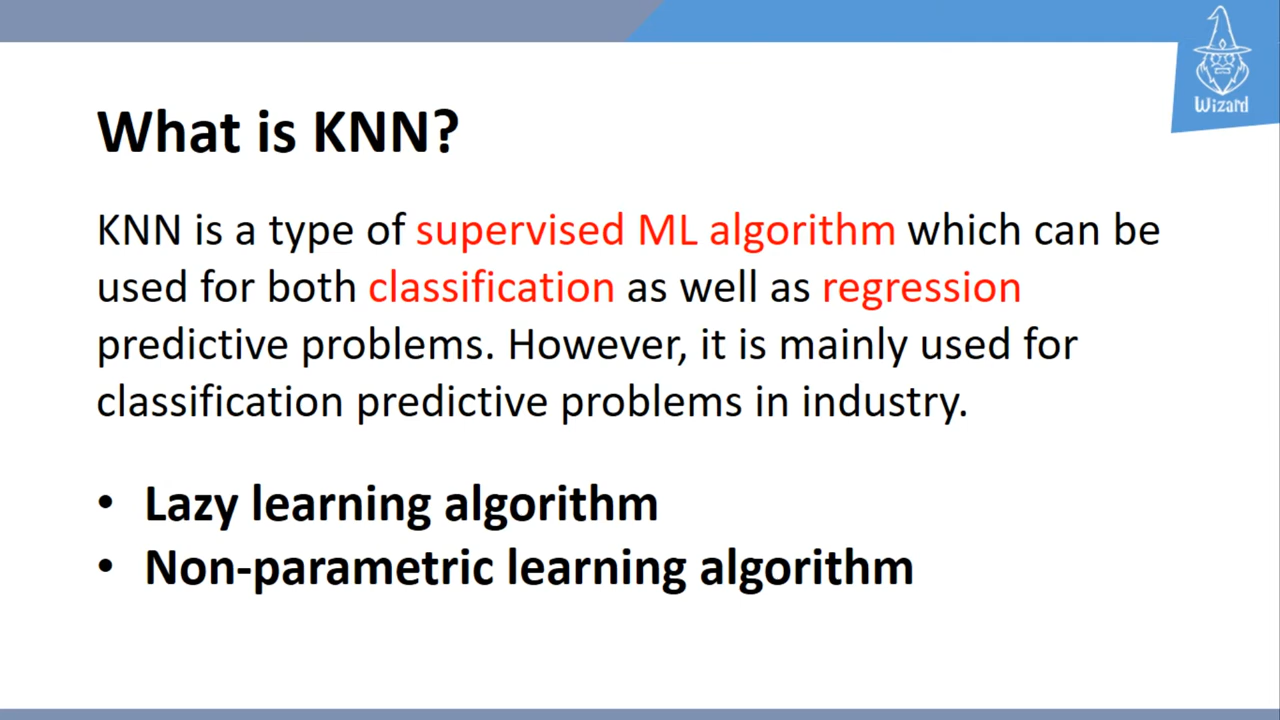 Wizard
What is KNN?
KNN is a type of supervised ML algorithm which can be
used for both classification as well as regression
predictive problems. However, it is mainly used for
classification predictive problems in industry.
• Lazy learning algorithm
• Non-parametric learning algorithm